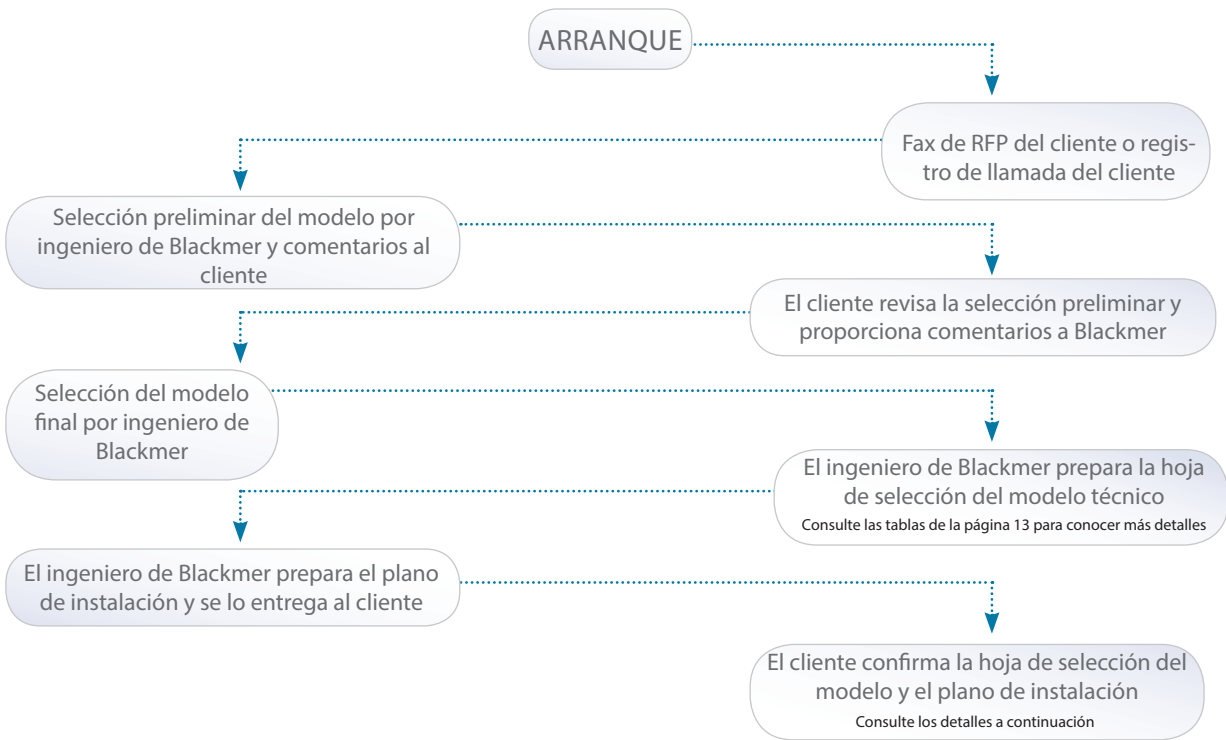 ARRANQUE
Fax de RFP del cliente o regis-
tro de llamada del cliente
Selección preliminar del modelo por
ingeniero de Blackmer y comentarios al
cliente
El cliente revisa la selección preliminar y
proporciona comentarios a Blackmer
Selección del modelo
final por ingeniero de
Blackmer
El ingeniero de Blackmer prepara la hoja
de selección del modelo técnico
Consulte las tablas de la página 13 para conocer más detalles
El ingeniero de Blackmer prepara el plano
de instalación y se lo entrega al cliente
El cliente confirma la hoja de selección del
modelo y el plano de instalación
Consulte los detalles a continuación